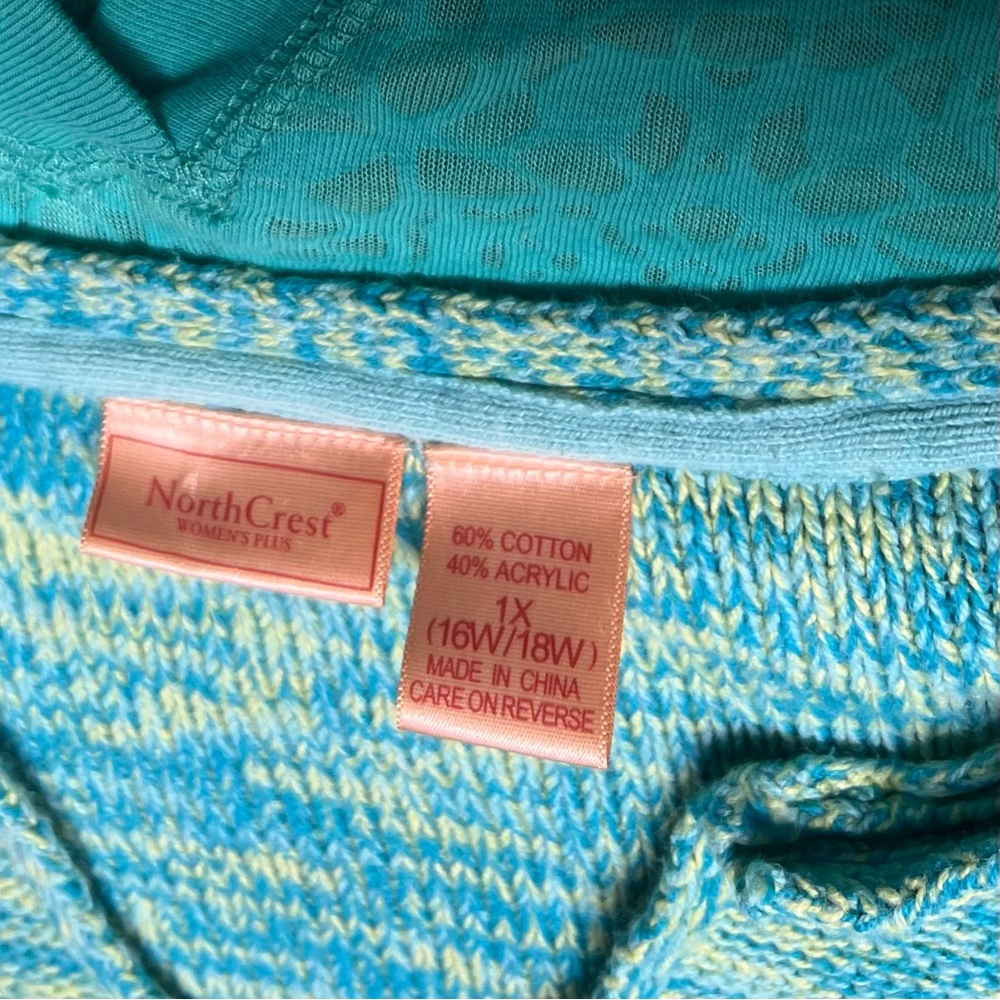 NorthCrest®
WOMEN'S PLUS
60% COTTON
40% ACRYLIC
1X
(16W/18W)
MADE IN CHINA
CARE ON REVERSE